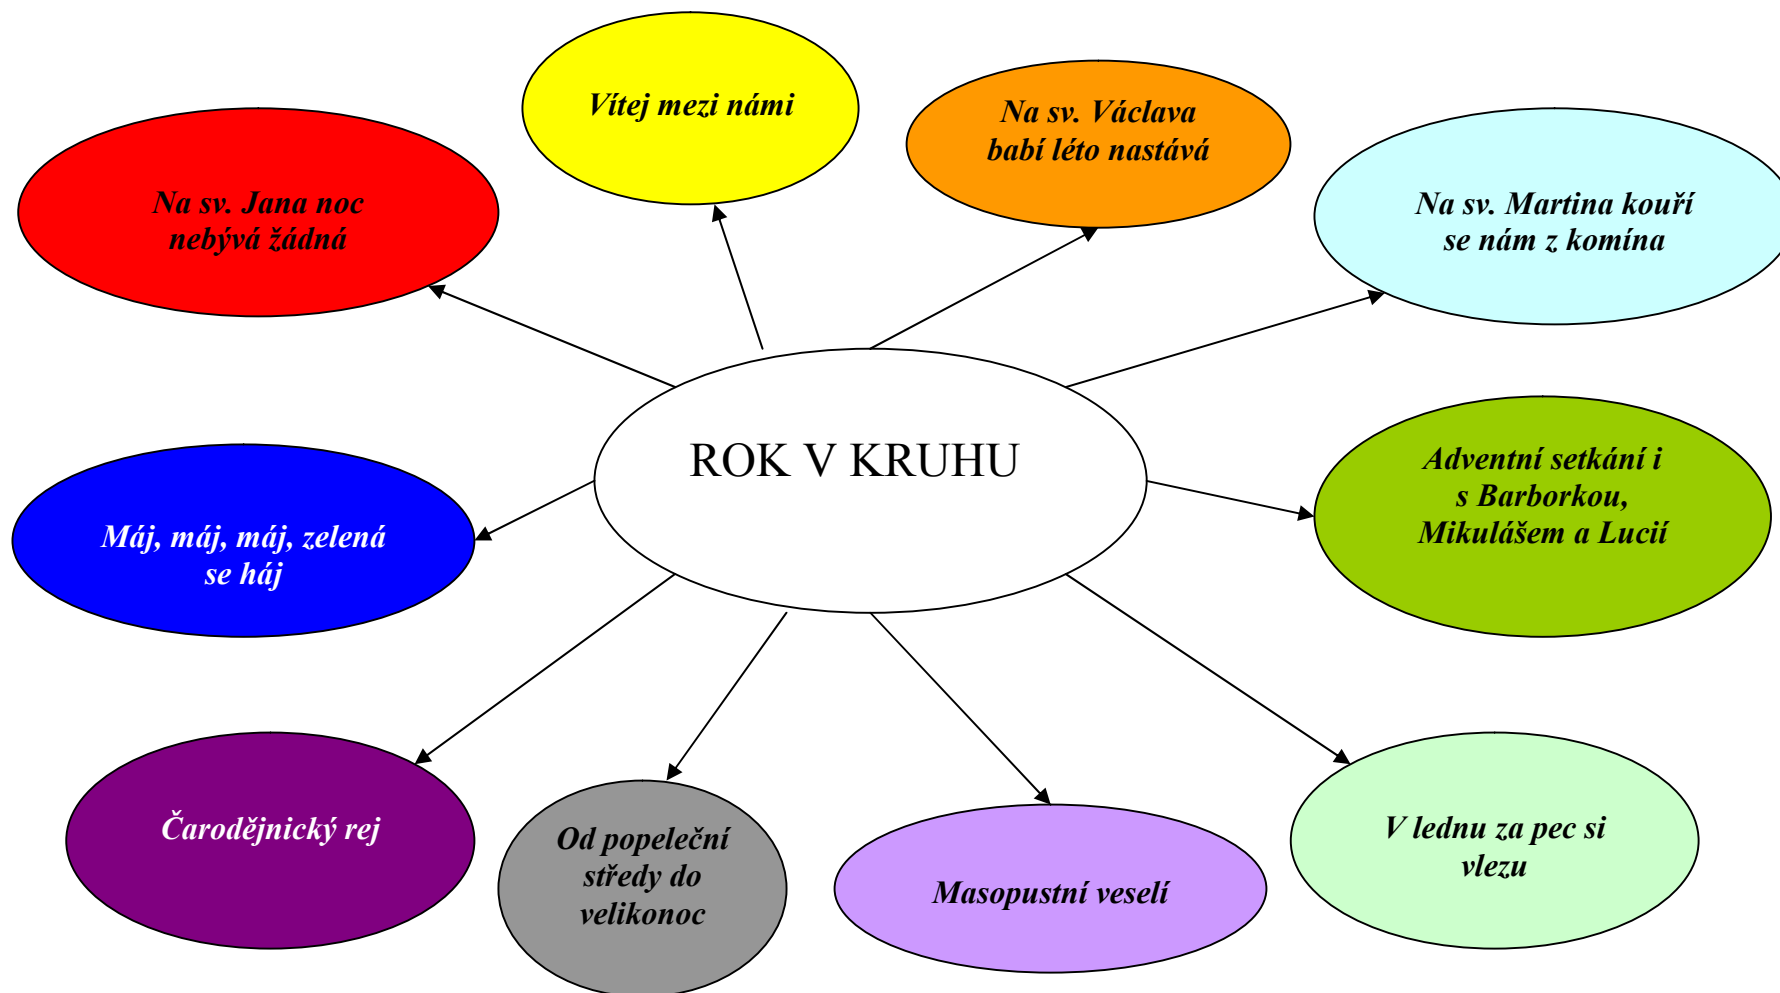 Vítej mezi námi
Na sv. Václava
babí léto nastává
Na sv. Jana noc
nebývá žádná
Na sv. Martina kouří
se nám z komína
ROK V KRUHU
Adventní setkání i
s Barborkou,
Mikulášem a Lucií
Máj, máj, máj, zelená
se háj
Čarodějnický rej
Od popeleční
středy do
velikonoc
Masopustní veselí
V lednu za pec si
vlezu